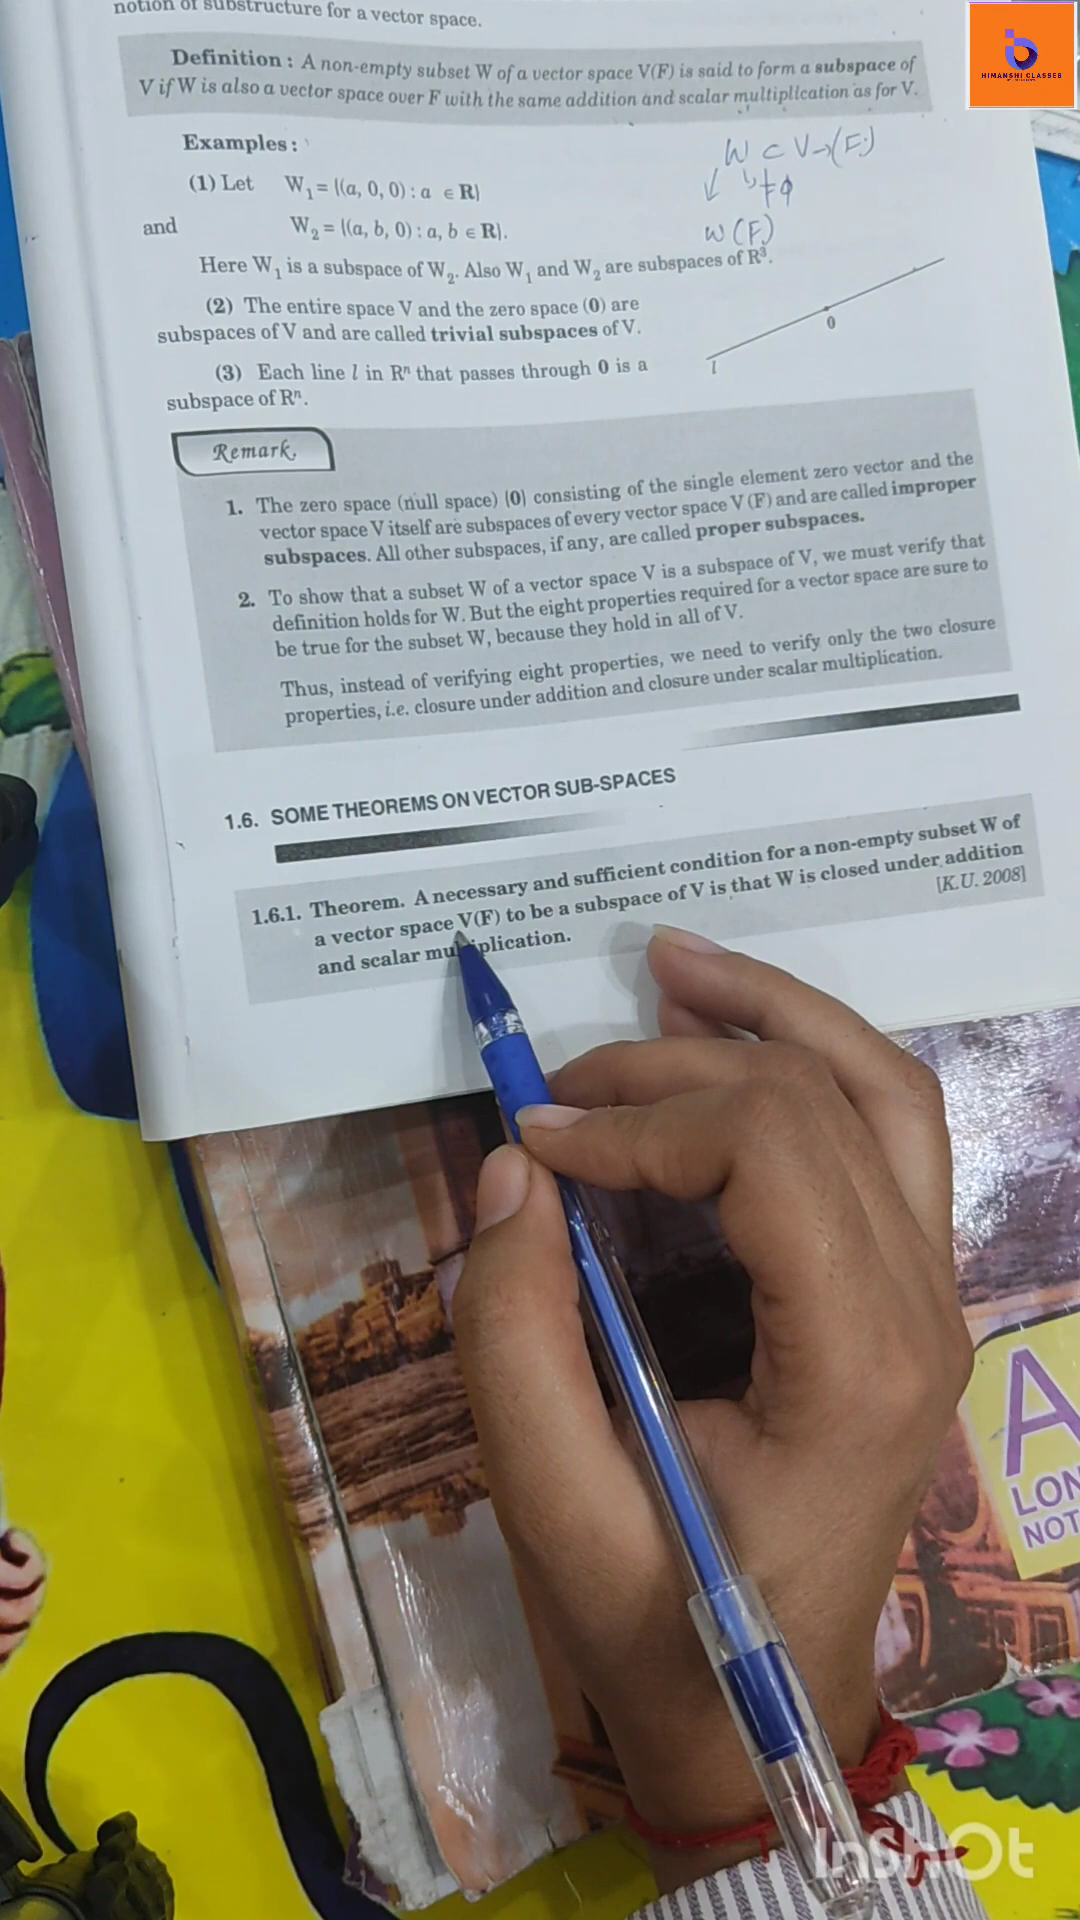 notion of substructure for a vector space.
HIMANSHI CLASSES
Definition : A non-empty subset W of a vector space V(F) is said to form a subspace of
V if W is also a vector space over F with the same addition and scalar multiplication as for V.
Examples :
W ⊂ V→(F)
(1) Let W₁ = {(a, 0, 0) : a ∈ R}
↓ ↳ ≠ φ
and W₂ = {(a, b, 0) : a, b ∈ R}.
W(F)
Here W₁ is a subspace of W₂. Also W₁ and W₂ are subspaces of R³.
(2) The entire space V and the zero space {0} are
subspaces of V and are called trivial subspaces of V.
0
l
(3) Each line l in Rⁿ that passes through 0 is a
subspace of Rⁿ.
Remark.
1. The zero space (null space) {0} consisting of the single element zero vector and the
vector space V itself are subspaces of every vector space V (F) and are called improper
subspaces. All other subspaces, if any, are called proper subspaces.
2. To show that a subset W of a vector space V is a subspace of V, we must verify that
definition holds for W. But the eight properties required for a vector space are sure to
be true for the subset W, because they hold in all of V.
Thus, instead of verifying eight properties, we need to verify only the two closure
properties, i.e. closure under addition and closure under scalar multiplication.
1.6. SOME THEOREMS ON VECTOR SUB-SPACES
1.6.1. Theorem. A necessary and sufficient condition for a non-empty subset W of
a vector space V(F) to be a subspace of V is that W is closed under addition
and scalar multiplication. [K.U. 2008]
A
LON
NOT
InShOt